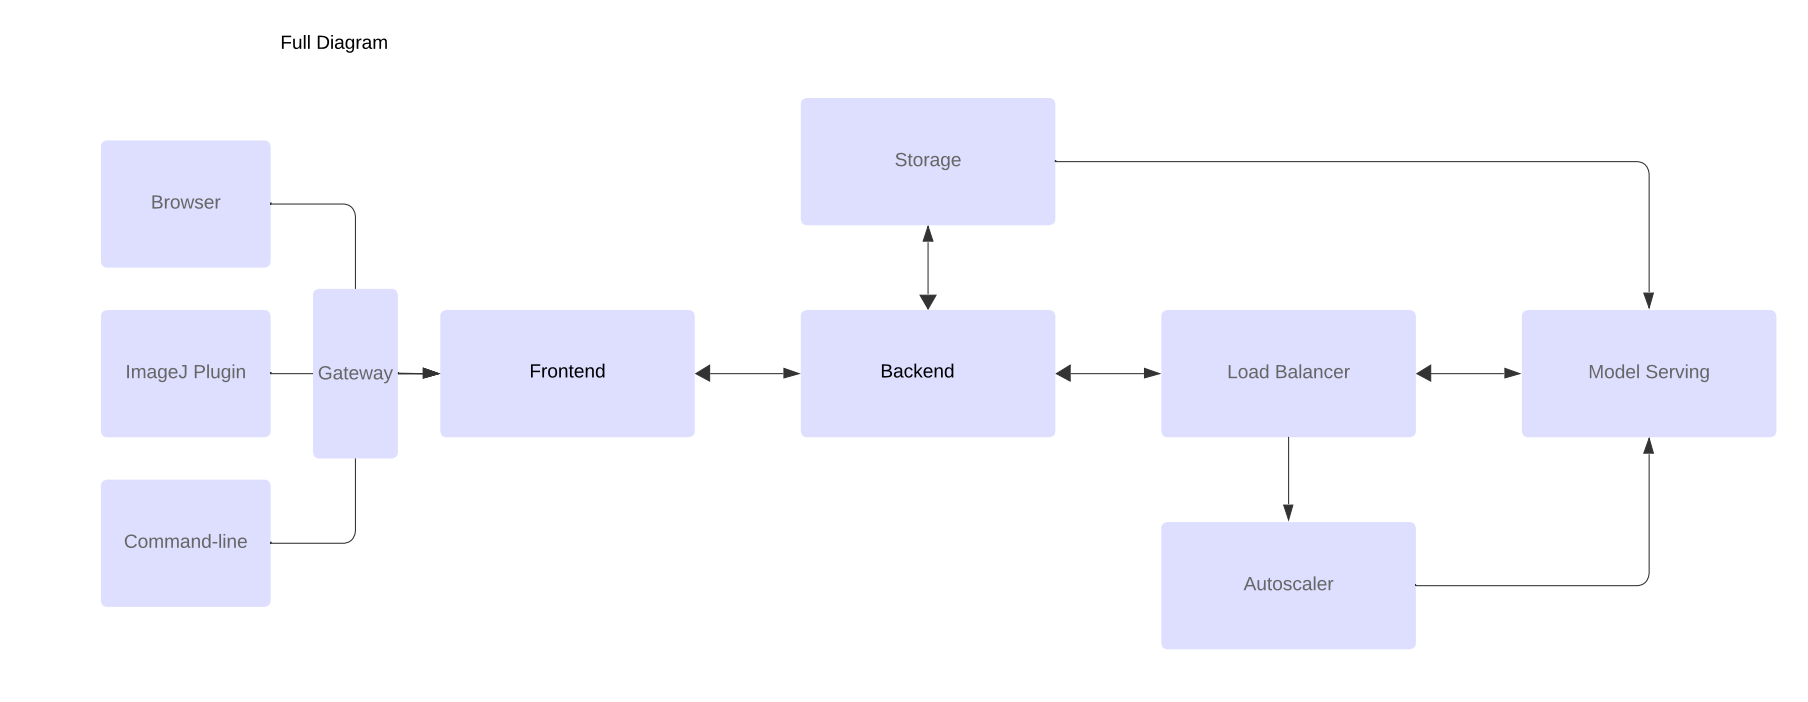 Full Diagram
Storage
Browser
ImageJ Plugin
Gateway
Frontend
Backend
Load Balancer
Model Serving
Command-line
Autoscaler